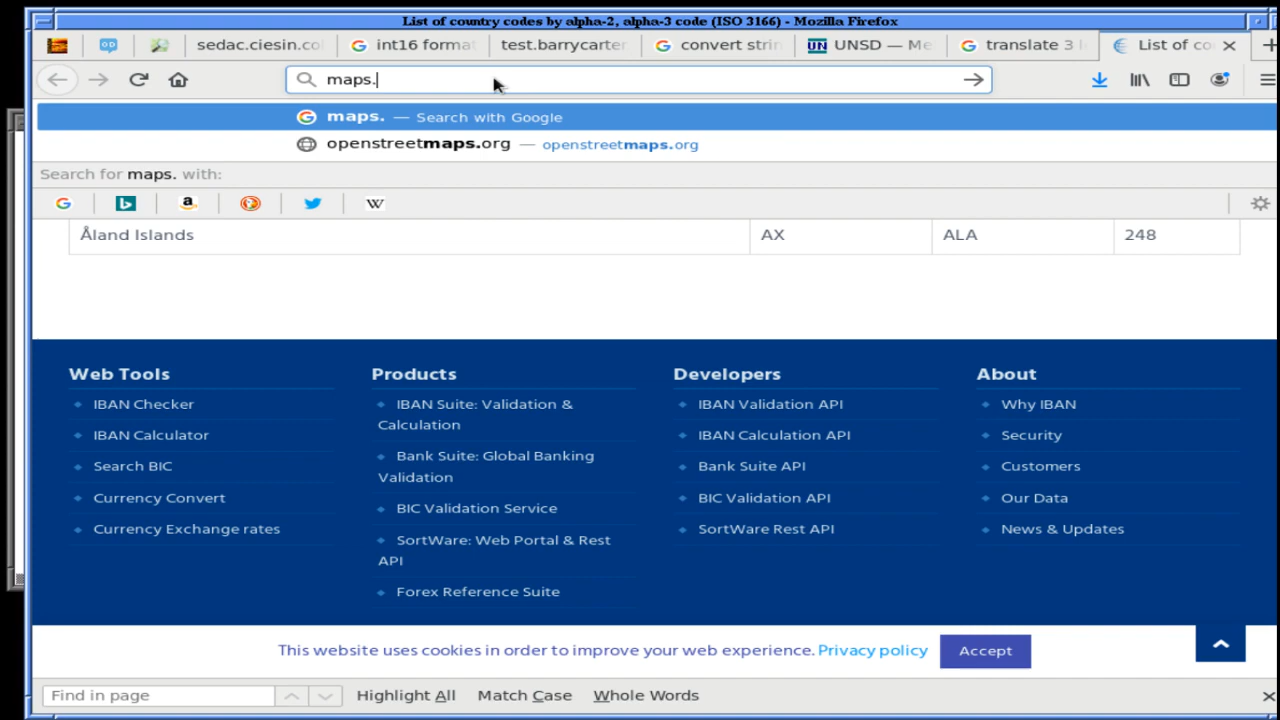 List of country codes by alpha-2, alpha-3 code (ISO 3166) - Mozilla Firefox
op sedac.ciesin.co int16 format test.barrycarter. convert strin UN UNSD — Me translate 3 l List of co
maps.
maps. — Search with Google
openstreetmaps.org — openstreetmaps.org
Search for maps. with:
G b a W
Åland Islands AX ALA 248
Web Tools Products Developers About
IBAN Checker IBAN Suite: Validation & IBAN Validation API Why IBAN
Calculation
IBAN Calculator IBAN Calculation API Security
Search BIC Bank Suite: Global Banking Bank Suite API Customers
Validation
Currency Convert BIC Validation Service BIC Validation API Our Data
Currency Exchange rates SortWare: Web Portal & Rest SortWare Rest API News & Updates
API
Forex Reference Suite
This website uses cookies in order to improve your web experience. Privacy policy Accept
Find in page Highlight All Match Case Whole Words